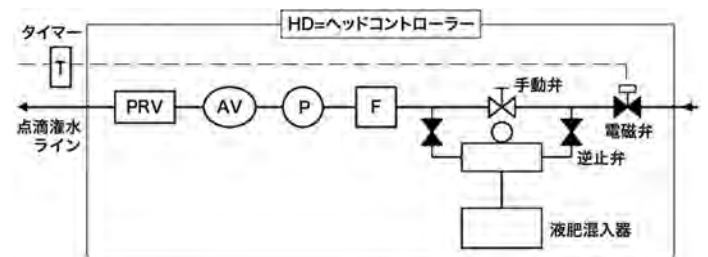 HD=ヘッドコントローラー
タイマー
T
手動弁
PRV
AV
P
F
点滴潅水
ライン
電磁弁
逆止弁
液肥混入器